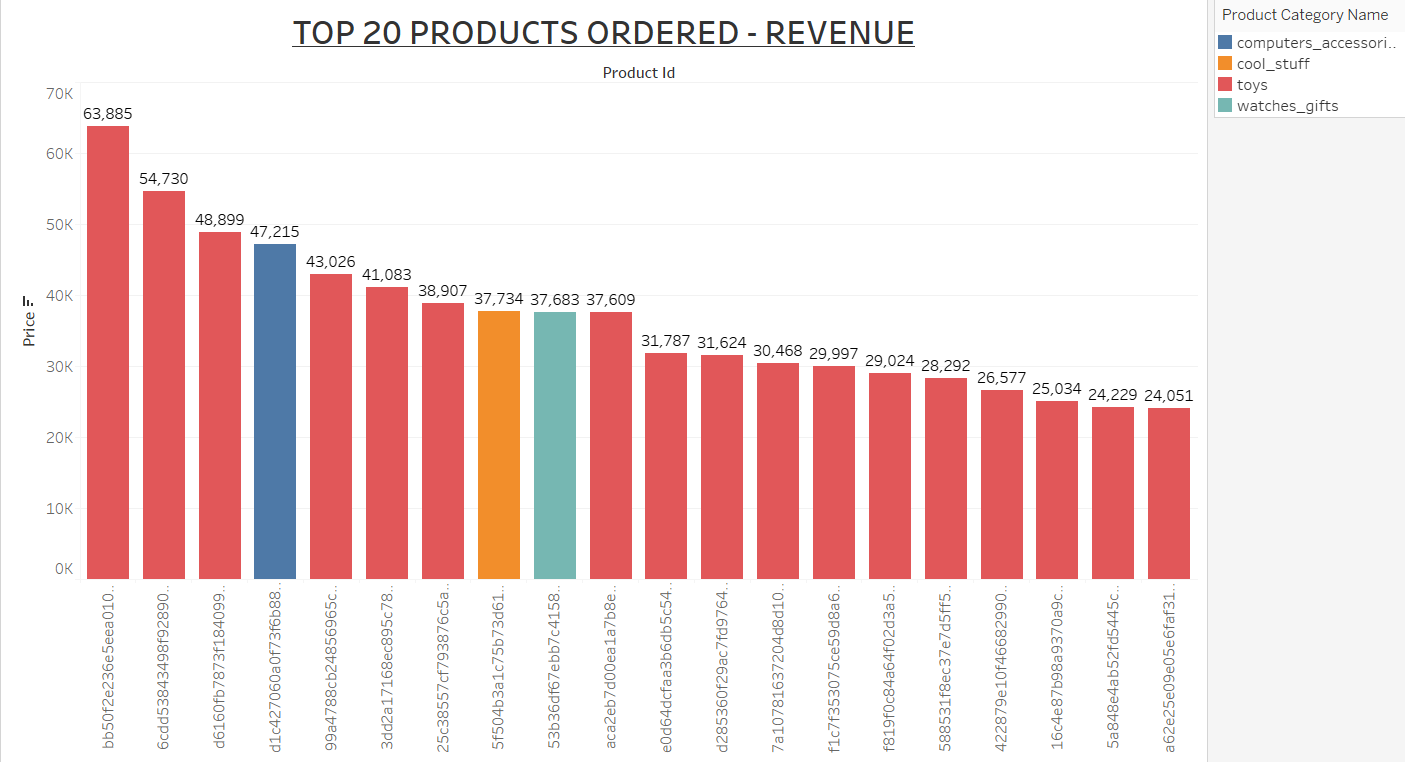 TOP 20 PRODUCTS ORDERED - REVENUE
Product Id
Product Category Name
computers_accessori..
cool_stuff
toys
watches_gifts
Price
70K
60K
50K
40K
30K
20K
10K
0K
63,885
54,730
48,899
47,215
43,026
41,083
38,907
37,734
37,683
37,609
31,787
31,624
30,468
29,997
29,024
28,292
26,577
25,034
24,229
24,051
bb50f2e236e5eea010..
6cdd53843498f92890..
d6160fb7873f184099..
d1c427060a0f73f6b88..
99a4788cb24856965c..
3dd2a17168ec895c78..
25c38557cf793876c5a..
5f504b3a1c75b73d61..
53b36df67ebb7c4158..
aca2eb7d00ea1a7b8e..
e0d64dcfaa3b6db5c54..
d285360f29ac7fd9764..
7a10781637204d8d10..
f1c7f353075ce59d8a6..
f819f0c84a64f02d3a5..
588531f8ec37e7d5ff5..
422879e10f46682990..
16c4e87b98a9370a9c..
5a848e4ab52fd5445c..
a62e25e09e05e6faf31..